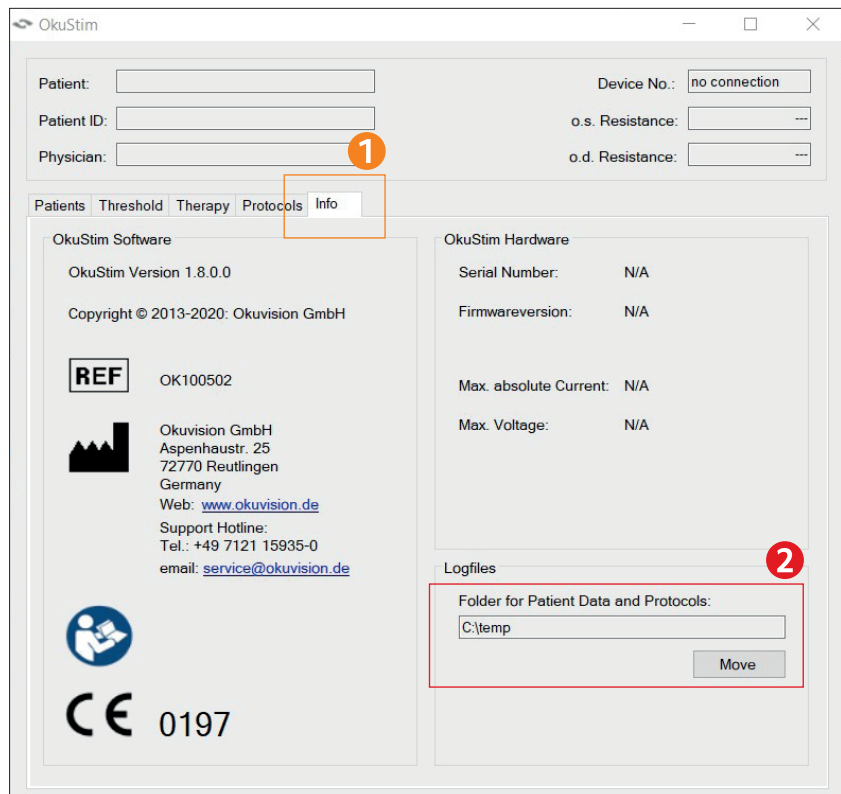 OkuStim
Patient:
Device No.: no connection
Patient ID:
o.s. Resistance: ---
Physician:
o.d. Resistance: ---
1
Patients Threshold Therapy Protocols Info
OkuStim Software
OkuStim Version 1.8.0.0
Copyright © 2013-2020: Okuvision GmbH
REF OK100502
Okuvision GmbH
Aspenhaustr. 25
72770 Reutlingen
Germany
Web: www.okuvision.de
Support Hotline:
Tel.: +49 7121 15935-0
email: service@okuvision.de
CE 0197
OkuStim Hardware
Serial Number: N/A
Firmwareversion: N/A
Max. absolute Current: N/A
Max. Voltage: N/A
2
Logfiles
Folder for Patient Data and Protocols:
C:\temp
Move